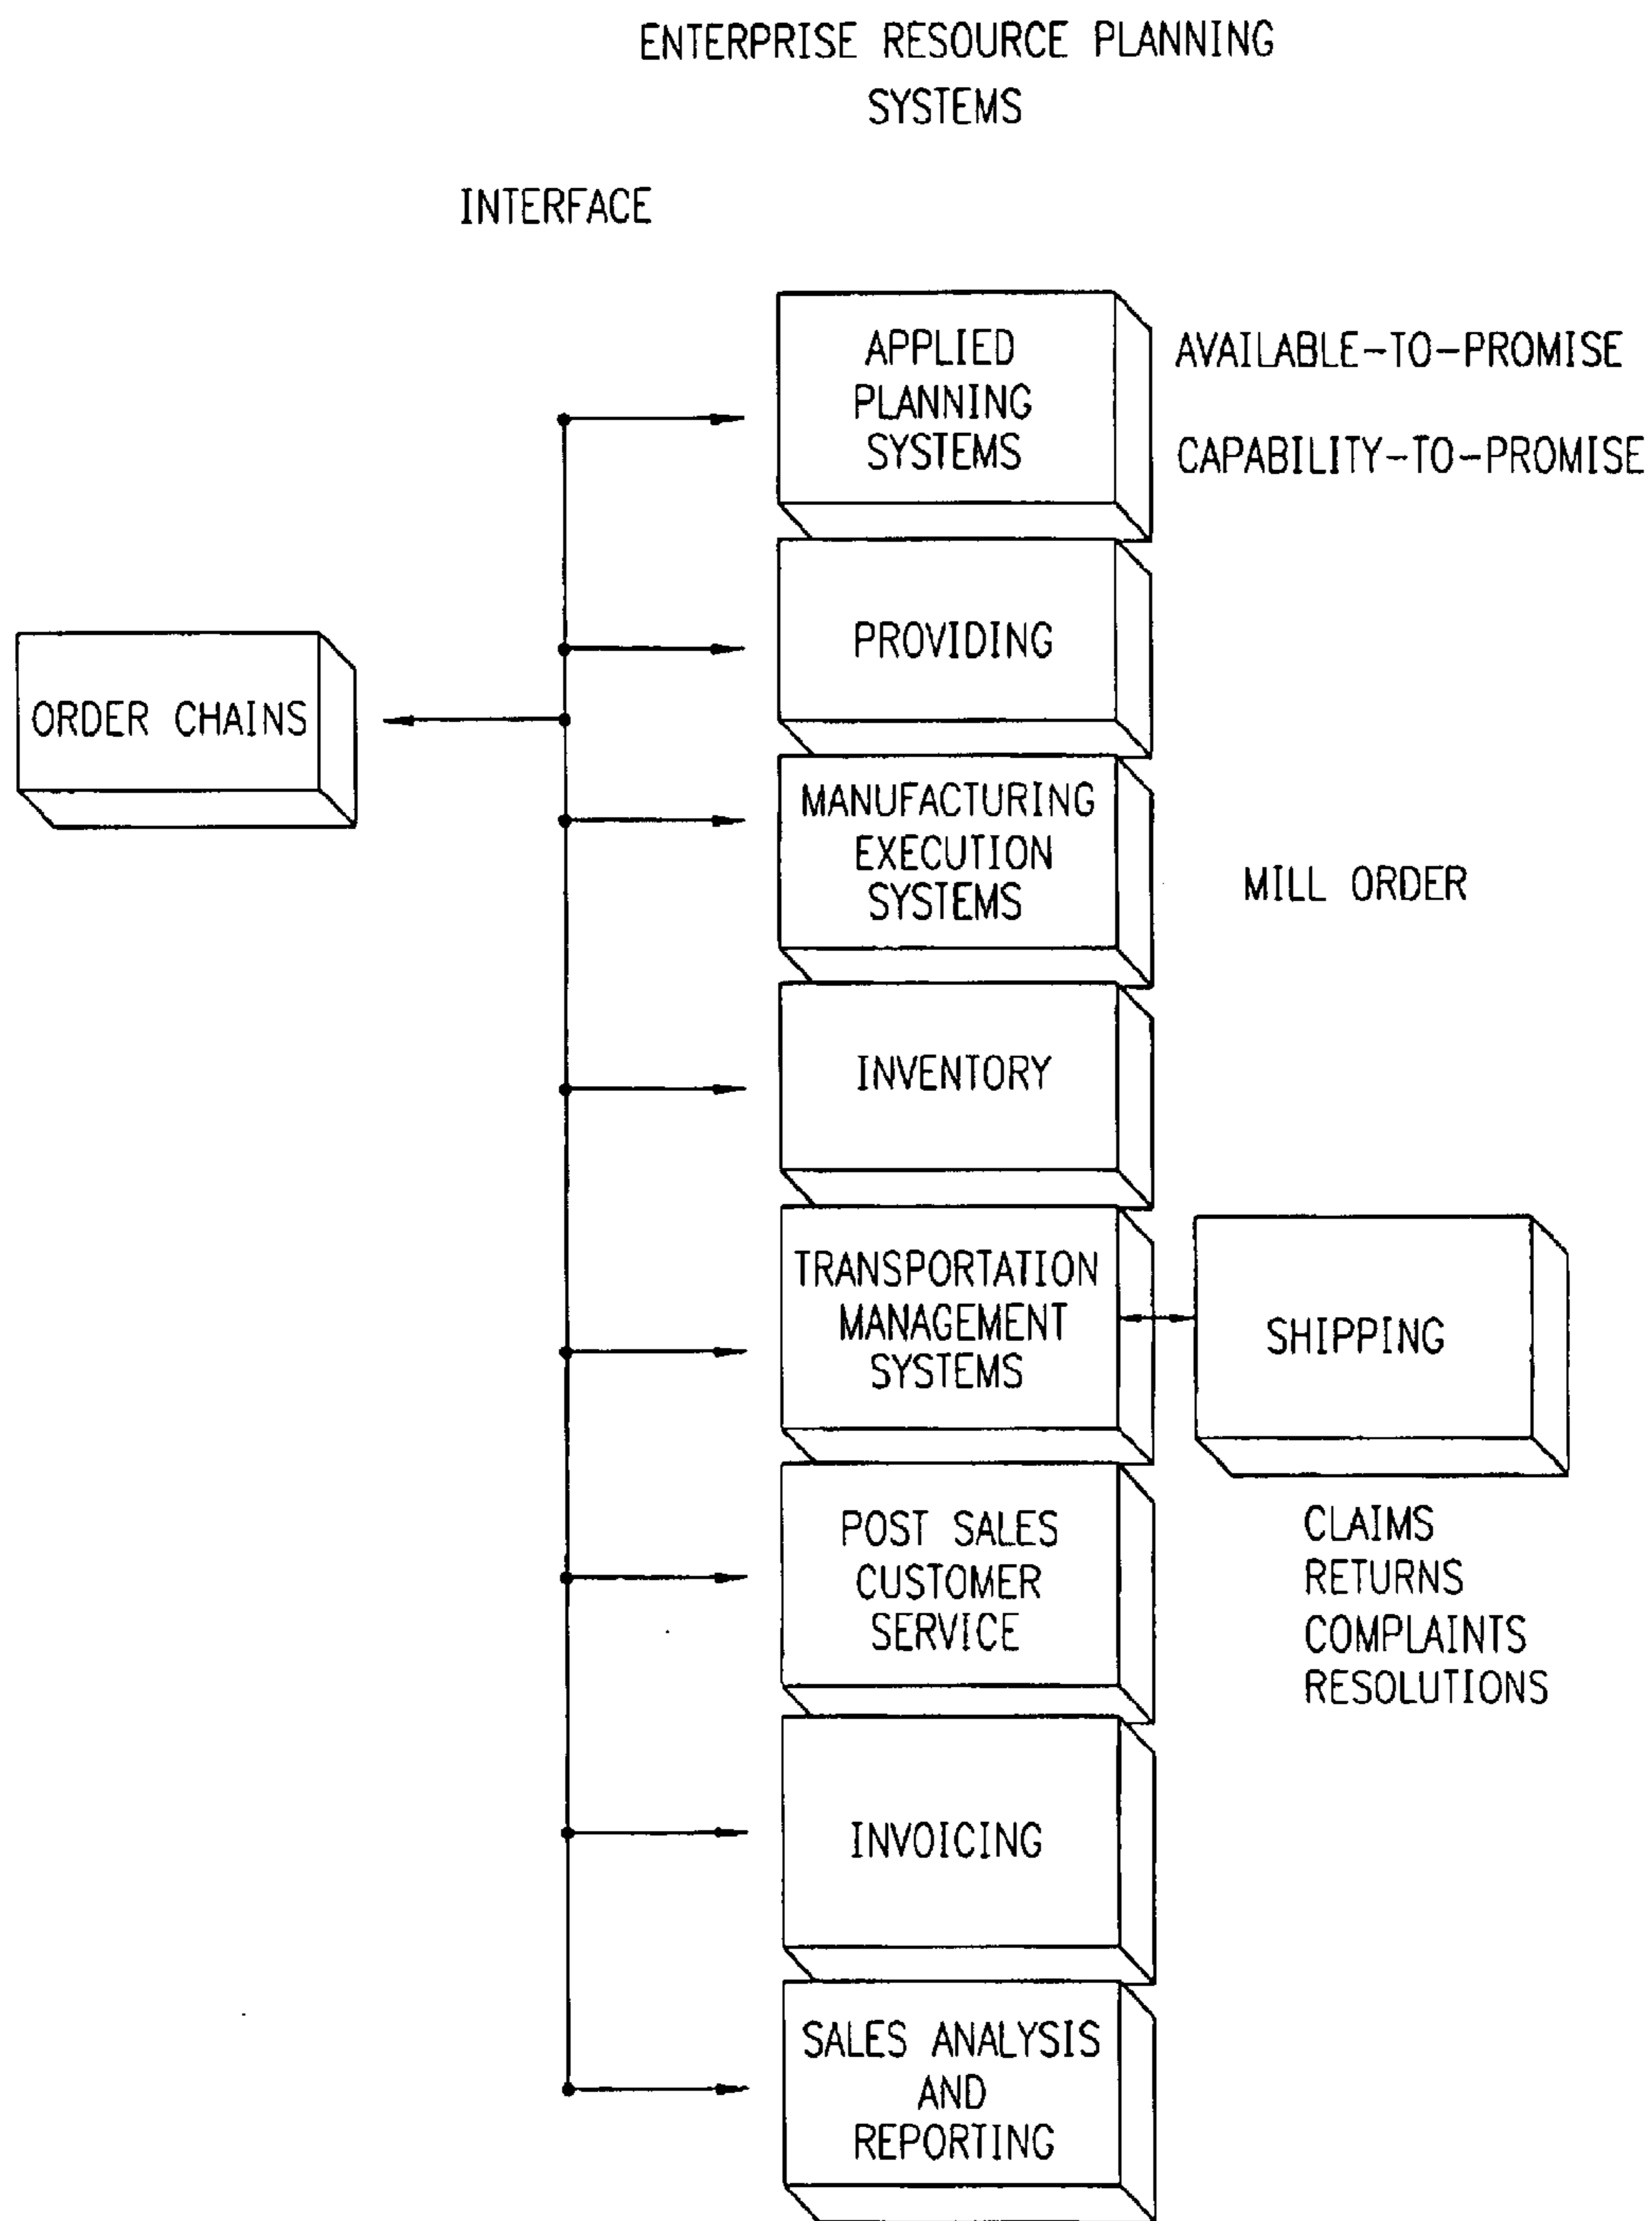 ENTERPRISE RESOURCE PLANNING
SYSTEMS
INTERFACE
APPLIED
PLANNING
SYSTEMS
AVAILABLE-TO-PROMISE
CAPABILITY-TO-PROMISE
PROVIDING
ORDER CHAINS
MANUFACTURING
EXECUTION
SYSTEMS
MILL ORDER
INVENTORY
TRANSPORTATION
MANAGEMENT
SYSTEMS
SHIPPING
POST SALES
CUSTOMER
SERVICE
CLAIMS
RETURNS
COMPLAINTS
RESOLUTIONS
INVOICING
SALES ANALYSIS
AND
REPORTING